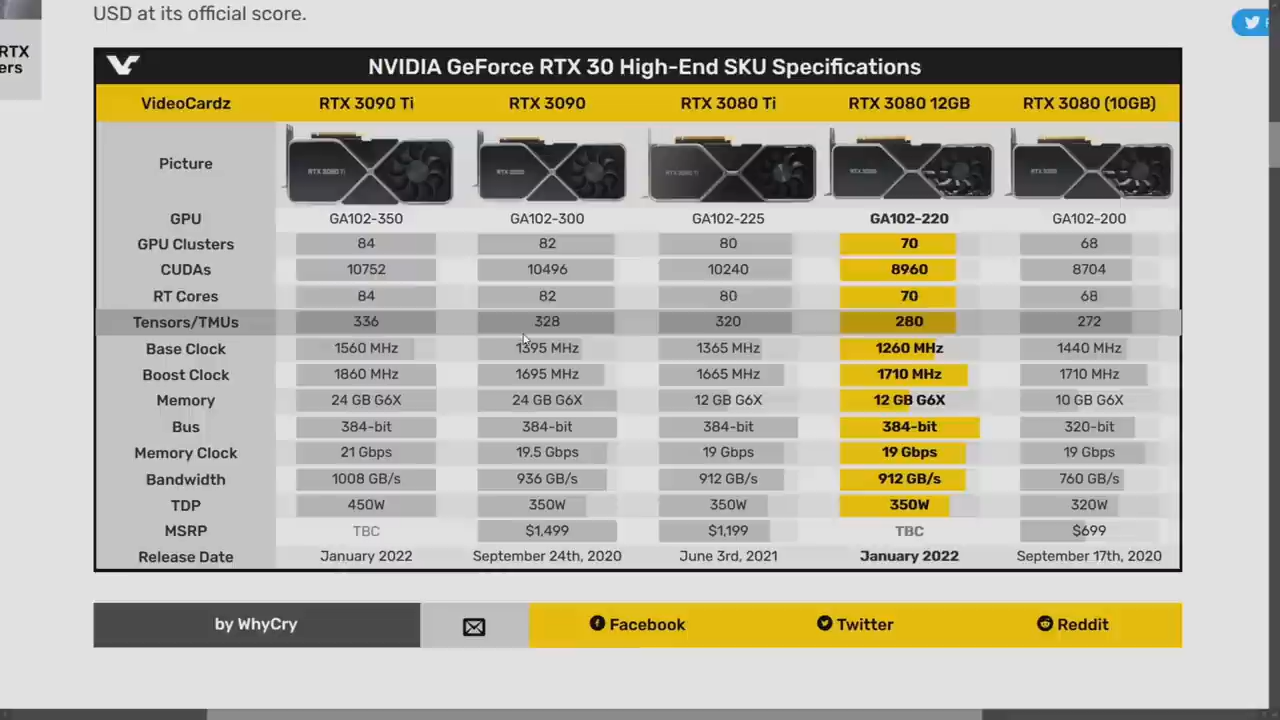 USD at its official score.
RTX
ers
NVIDIA GeForce RTX 30 High-End SKU Specifications
VideoCardz RTX 3090 Ti RTX 3090 RTX 3080 Ti RTX 3080 12GB RTX 3080 (10GB)
Picture
GPU GA102-350 GA102-300 GA102-225 GA102-220 GA102-200
GPU Clusters 84 82 80 70 68
CUDAs 10752 10496 10240 8960 8704
RT Cores 84 82 80 70 68
Tensors/TMUs 336 328 320 280 272
Base Clock 1560 MHz 1395 MHz 1365 MHz 1260 MHz 1440 MHz
Boost Clock 1860 MHz 1695 MHz 1665 MHz 1710 MHz 1710 MHz
Memory 24 GB G6X 24 GB G6X 12 GB G6X 12 GB G6X 10 GB G6X
Bus 384-bit 384-bit 384-bit 384-bit 320-bit
Memory Clock 21 Gbps 19.5 Gbps 19 Gbps 19 Gbps 19 Gbps
Bandwidth 1008 GB/s 936 GB/s 912 GB/s 912 GB/s 760 GB/s
TDP 450W 350W 350W 350W 320W
MSRP TBC $1,499 $1,199 TBC $699
Release Date January 2022 September 24th, 2020 June 3rd, 2021 January 2022 September 17th, 2020
by WhyCry Facebook Twitter Reddit